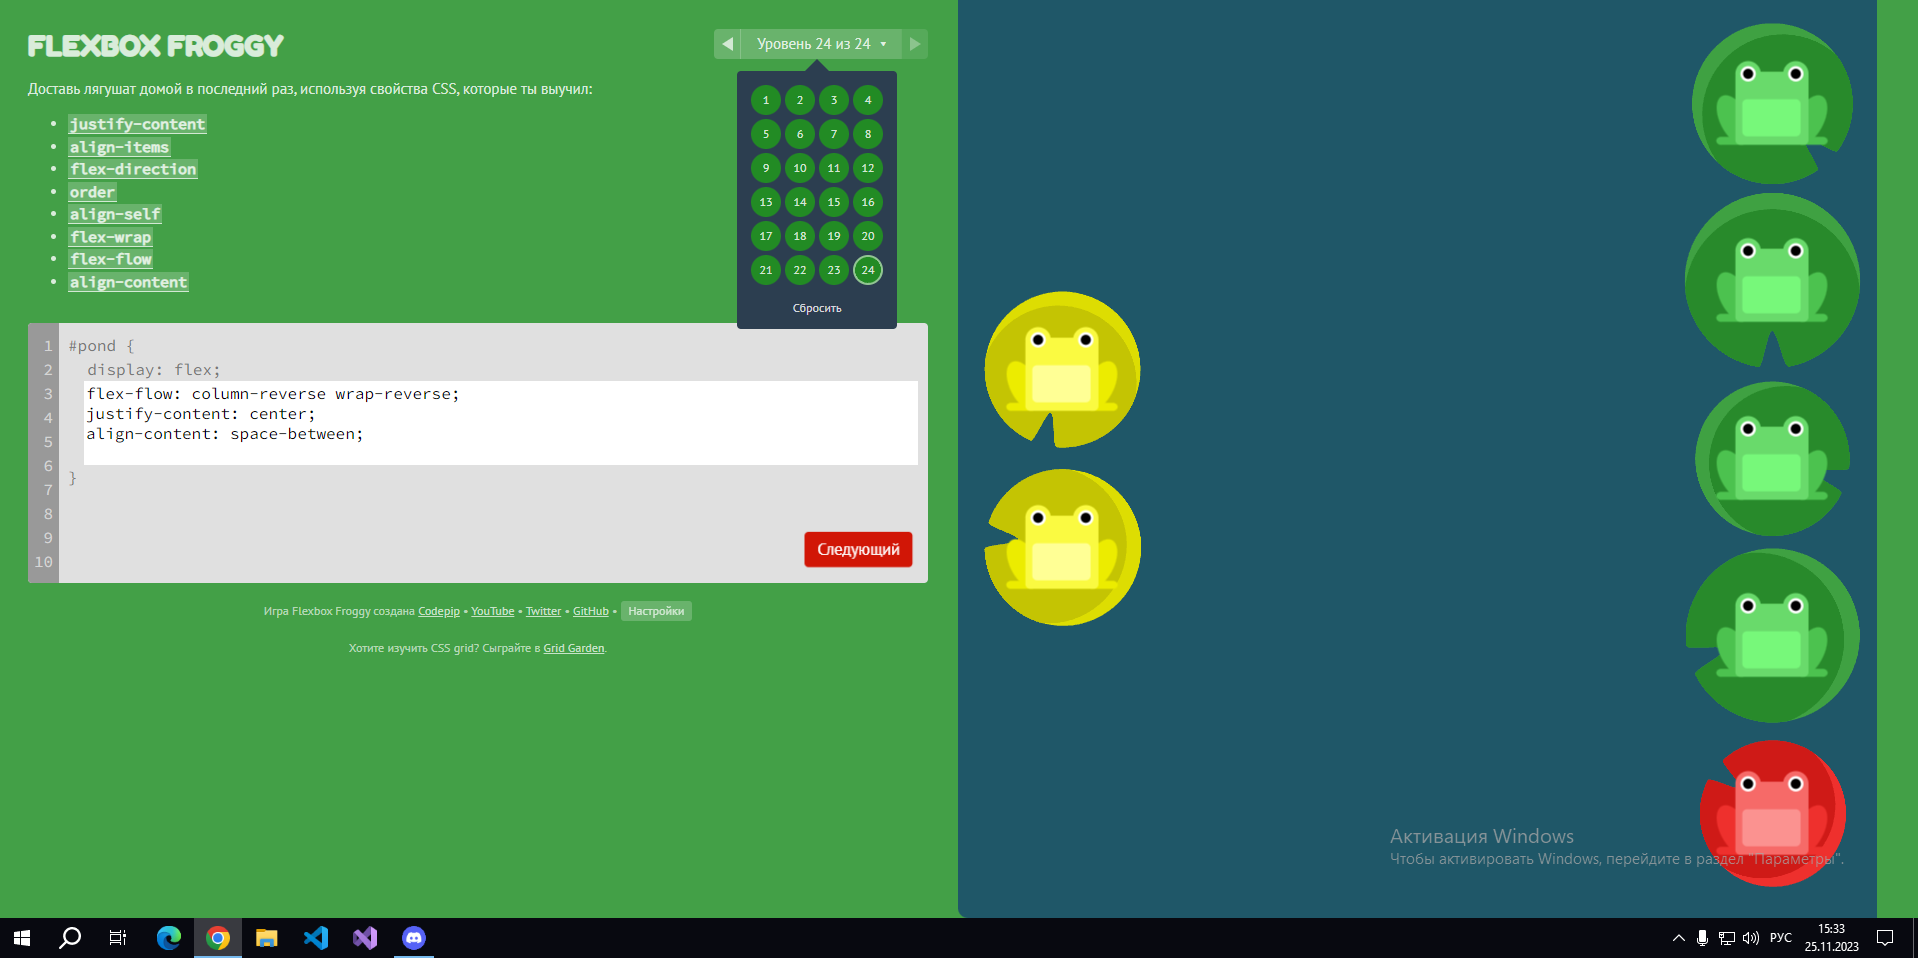 FLEXBOX FROGGY
Уровень 24 из 24
Доставь лягушат домой в последний раз, используя свойства CSS, которые ты выучил:
justify-content
align-items
flex-direction
order
align-self
flex-wrap
flex-flow
align-content
1 2 3 4
5 6 7 8
9 10 11 12
13 14 15 16
17 18 19 20
21 22 23 24
Сбросить
1 #pond {
2 display: flex;
3 flex-flow: column-reverse wrap-reverse;
4 justify-content: center;
5 align-content: space-between;
6
7 }
8
9
10
Следующий
Игра Flexbox Froggy создана Codepip • YouTube • Twitter • GitHub • Настройки
Хотите изучить CSS grid? Сыграйте в Grid Garden.
Активация Windows
Чтобы активировать Windows, перейдите в раздел "Параметры".
РУС
15:33
25.11.2023